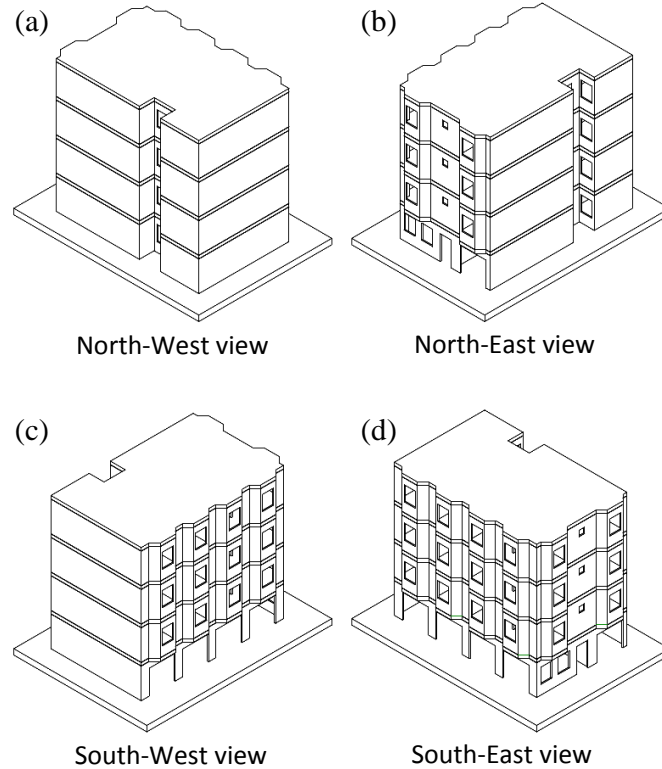 (a)
(b)
North-West view
North-East view
(c)
(d)
South-West view
South-East view